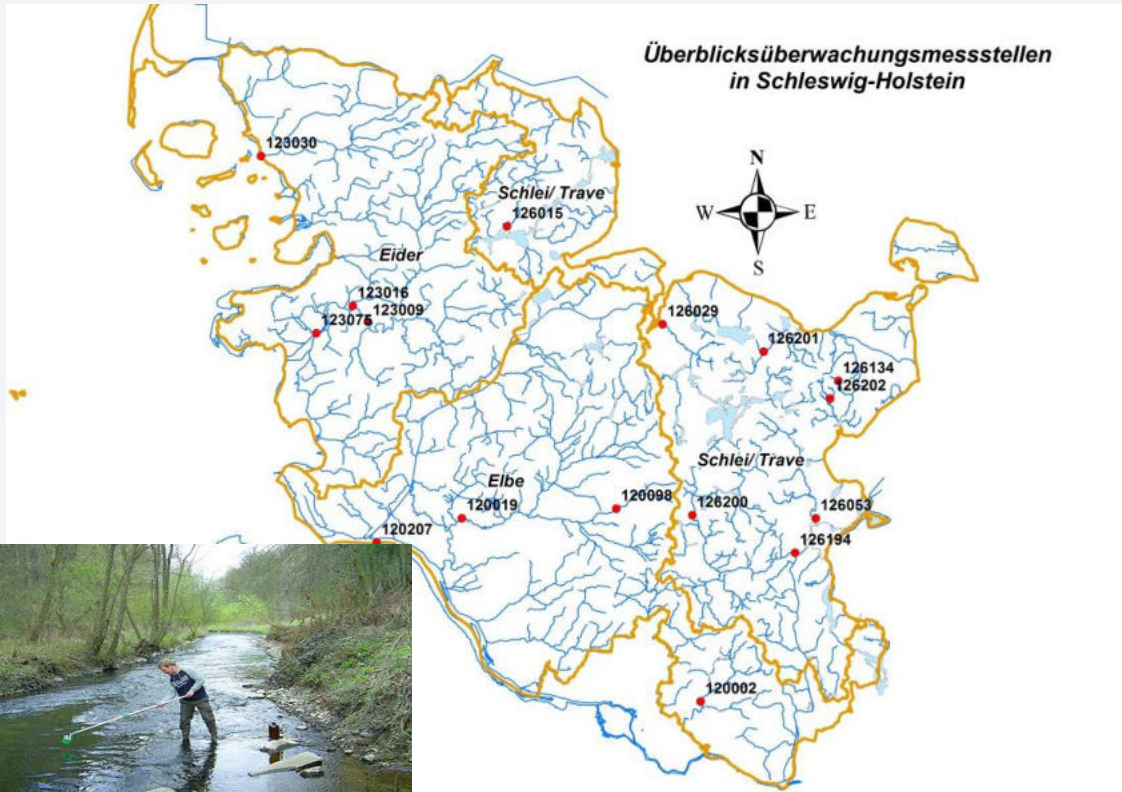 Überblicksüberwachungsmessstellen
in Schleswig-Holstein
123030
N
Schlei/ Trave
126015
W
E
S
Eider
123016
123009
123075
126029
126201
126134
126202
Schlei/ Trave
Elbe
120098
126200
126053
120019
120207
126194
120002